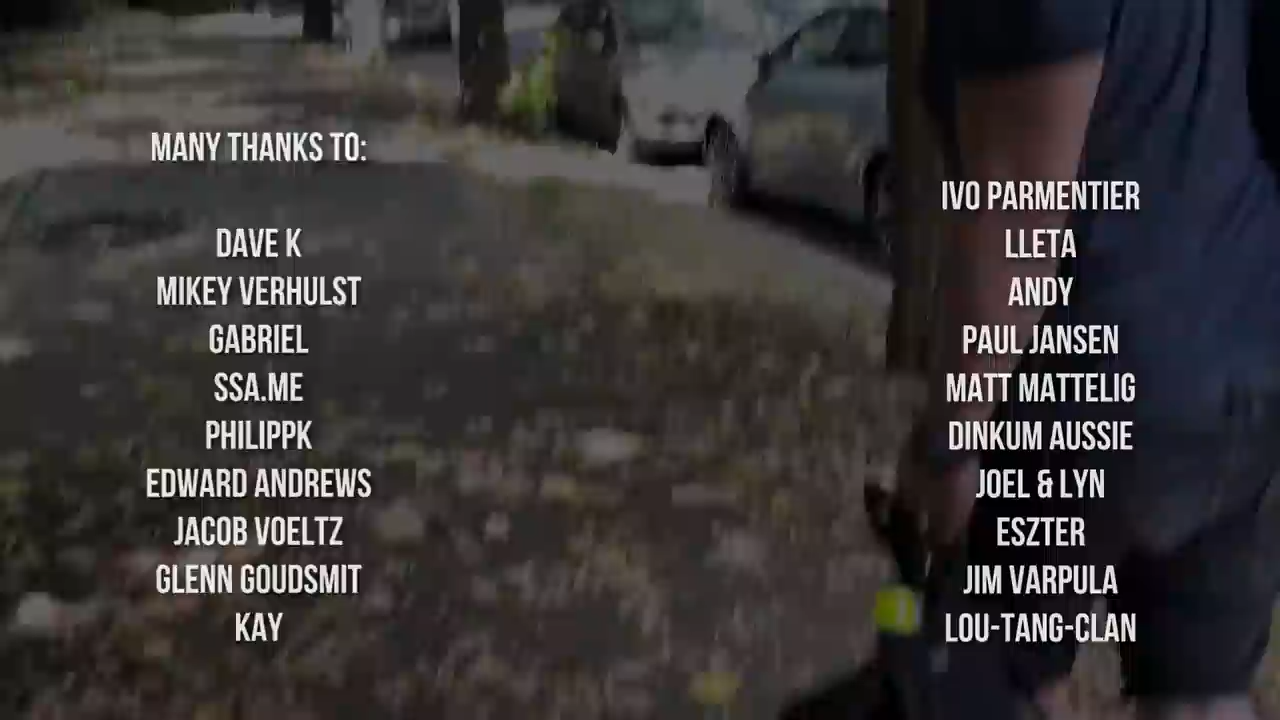 MANY THANKS TO:
DAVE K
MIKEY VERHULST
GABRIEL
SSA.ME
PHILIPPK
EDWARD ANDREWS
JACOB VOELTZ
GLENN GOUDSMIT
KAY
IVO PARMENTIER
LLETA
ANDY
PAUL JANSEN
MATT MATTELIG
DINKUM AUSSIE
JOEL & LYN
ESZTER
JIM VARPULA
LOU-TANG-CLAN